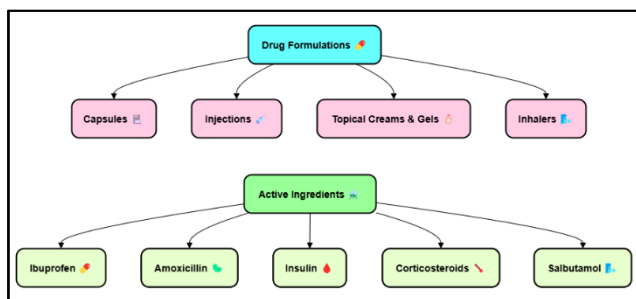 Drug Formulations
Capsules
Injections
Topical Creams & Gels
Inhalers
Active Ingredients
Ibuprofen
Amoxicillin
Insulin
Corticosteroids
Salbutamol